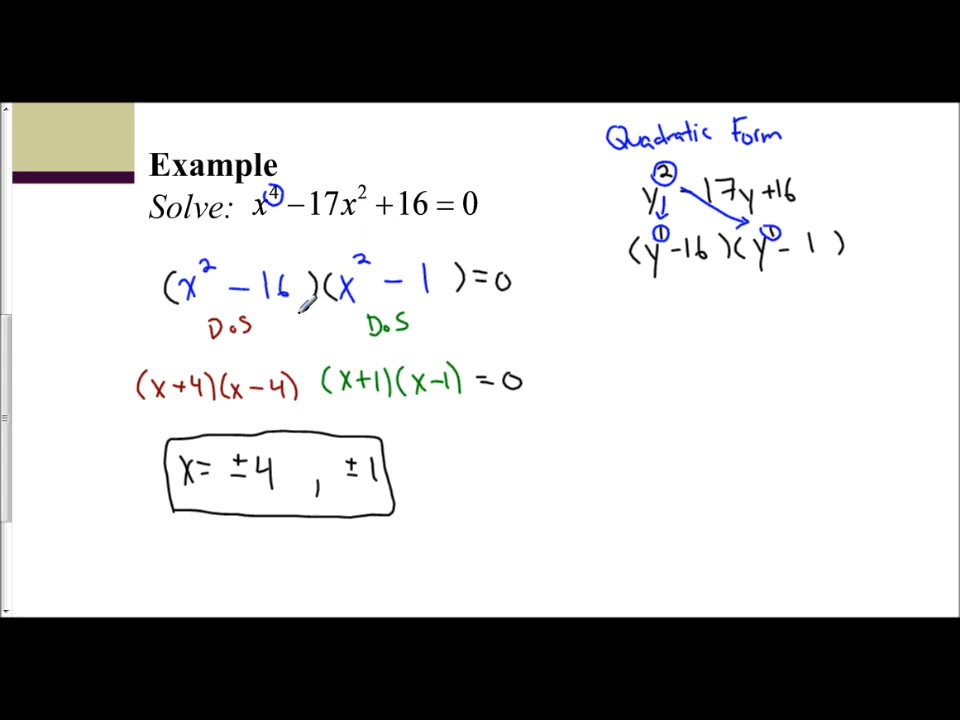 Example
Solve: x⁴ − 17x² + 16 = 0
(x² − 16)(x² − 1) = 0
D.S D.S
(x+4)(x−4) (x+1)(x−1) = 0
x = ±4 , ±1
Quadratic Form
y² − 17y + 16
(y¹ − 16)(y¹ − 1)